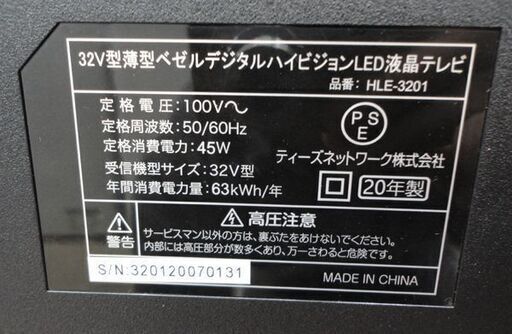 32V型薄型ベゼルデジタルハイビジョンLED液晶テレビ
品番: HLE-3201
定格電圧:100V〜
定格周波数:50/60Hz
定格消費電力:45W
受信機型サイズ:32V型
年間消費電力量:63kWh/年
PSE
ティーズネットワーク株式会社
20年製
警告
高圧注意
サービスマン以外の方は、裏ぶたをあけないでください。
内部には高圧部分が数多くあり、万一さわると危険です。
S/N:320120070131
MADE IN CHINA